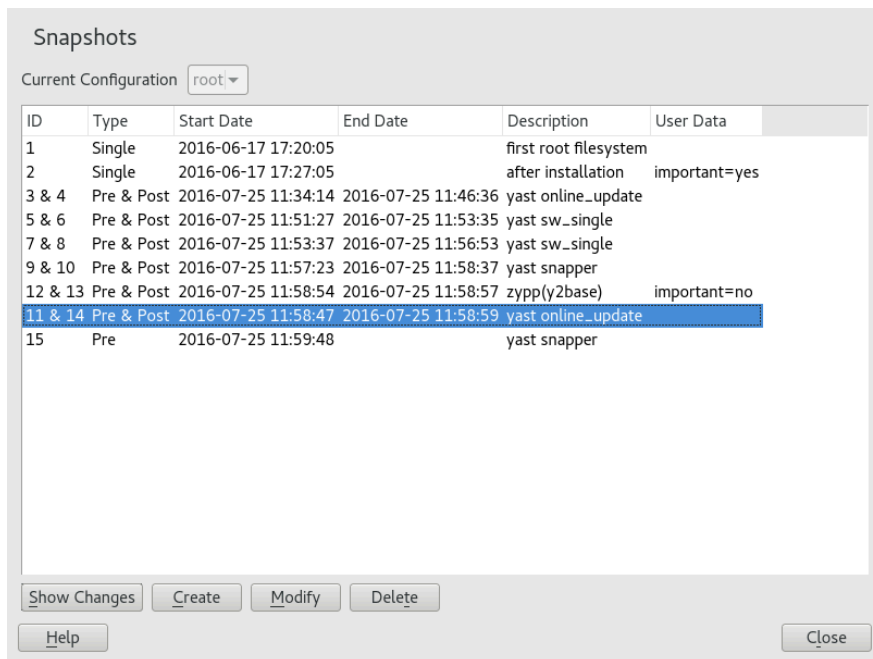 Snapshots
Current Configuration root
ID Type Start Date End Date Description User Data
1 Single 2016-06-17 17:20:05 first root filesystem
2 Single 2016-06-17 17:27:05 after installation important=yes
3 & 4 Pre & Post 2016-07-25 11:34:14 2016-07-25 11:46:36 yast online_update
5 & 6 Pre & Post 2016-07-25 11:51:27 2016-07-25 11:53:35 yast sw_single
7 & 8 Pre & Post 2016-07-25 11:53:37 2016-07-25 11:56:53 yast sw_single
9 & 10 Pre & Post 2016-07-25 11:57:23 2016-07-25 11:58:37 yast snapper
12 & 13 Pre & Post 2016-07-25 11:58:54 2016-07-25 11:58:57 zypp(y2base) important=no
11 & 14 Pre & Post 2016-07-25 11:58:47 2016-07-25 11:58:59 yast online_update
15 Pre 2016-07-25 11:59:48 yast snapper
Show Changes Create Modify Delete
Help Close